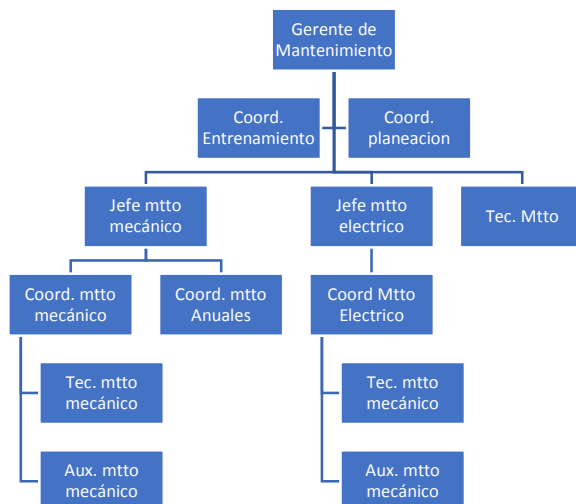 Gerente de
Mantenimiento
Coord.
Entrenamiento
Coord.
planeacion
Jefe mtto
mecánico
Jefe mtto
electrico
Tec. Mtto
Coord. mtto
mecánico
Coord. mtto
Anuales
Coord Mtto
Electrico
Tec. mtto
mecánico
Tec. mtto
mecánico
Aux. mtto
mecánico
Aux. mtto
mecánico